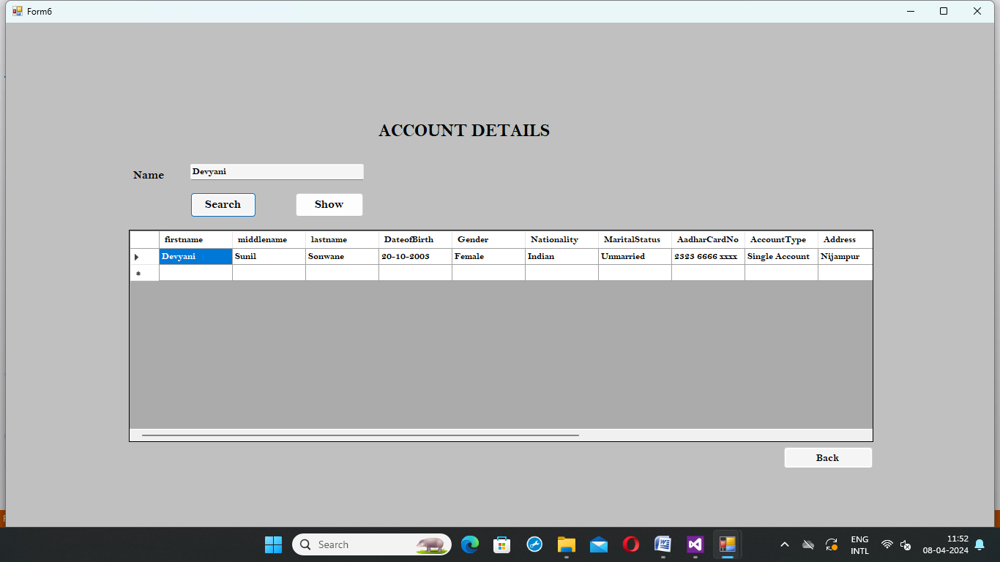 Form6
ACCOUNT DETAILS
Name Devyani
Search Show
firstname middlename lastname DateofBirth Gender Nationality MaritalStatus AadharCardNo AccountType Address
Devyani Sunil Sonwane 20-10-2003 Female Indian Unmarried 2323 6666 xxxx Single Account Nijampur
Back
Search
ENG
INTL
11:52
08-04-2024